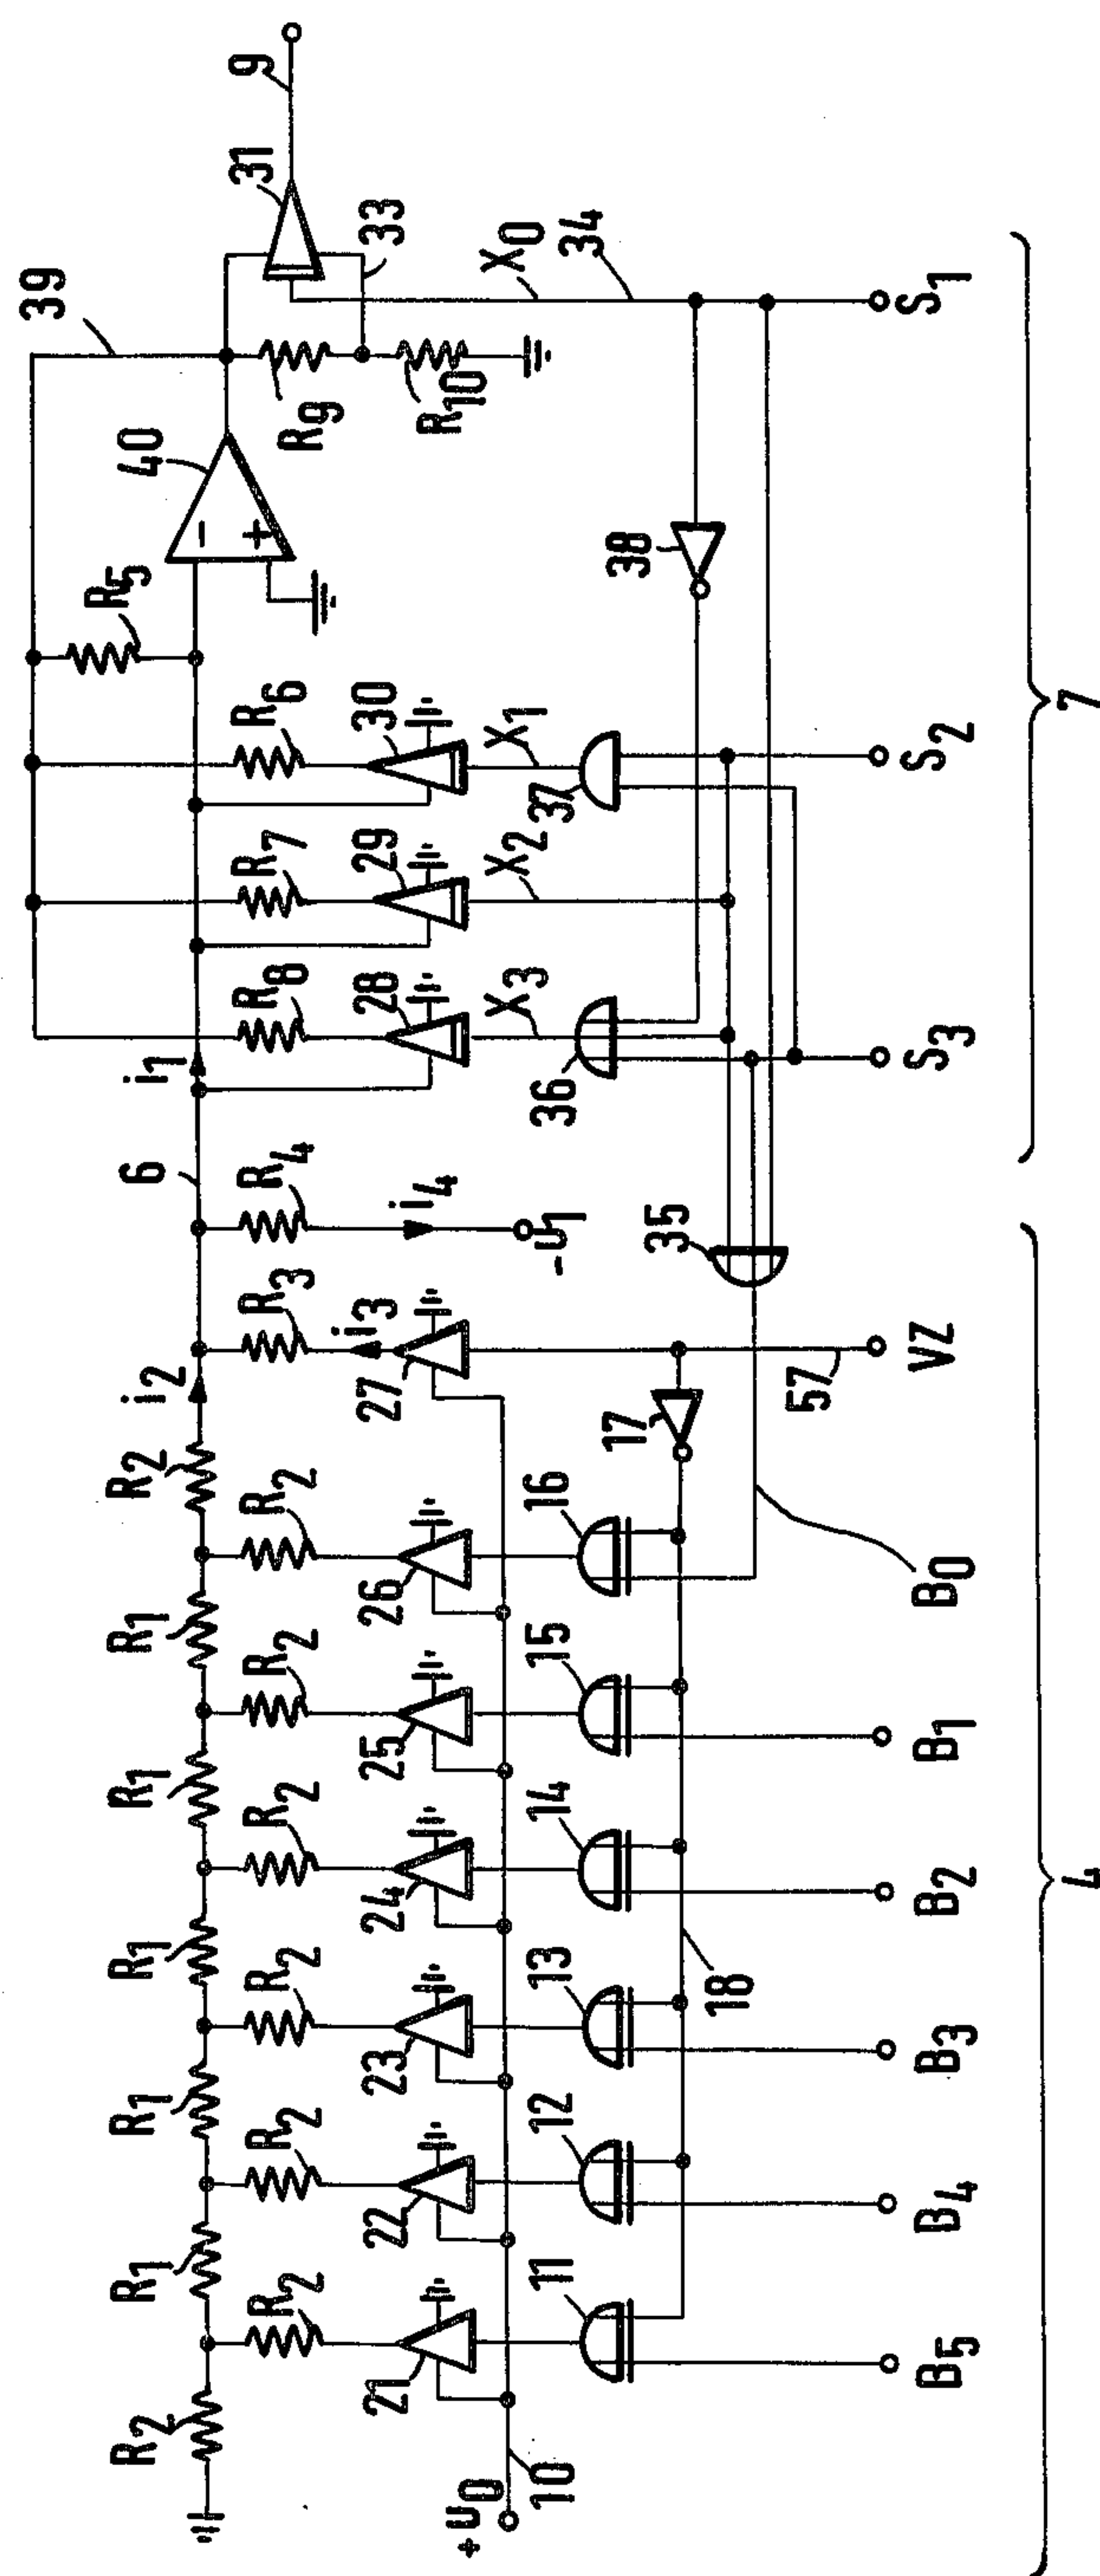 39
R2 R1 R1 R1 R1 R1 R2 i2 6 i1 R5 40
R2 R2 R2 R2 R2 R2 R3 R4 R8 R7 R6 R9 31 9
- +
21 22 23 24 25 26 27 i3 i4 28 29 30 R10 33
+U0 10 -U1 X3 X2 X1 X0
11 12 13 14 15 16 17 35 36 37 38 34
18 57
B5 B4 B3 B2 B1 B0 VZ S3 S2 S1
4 7